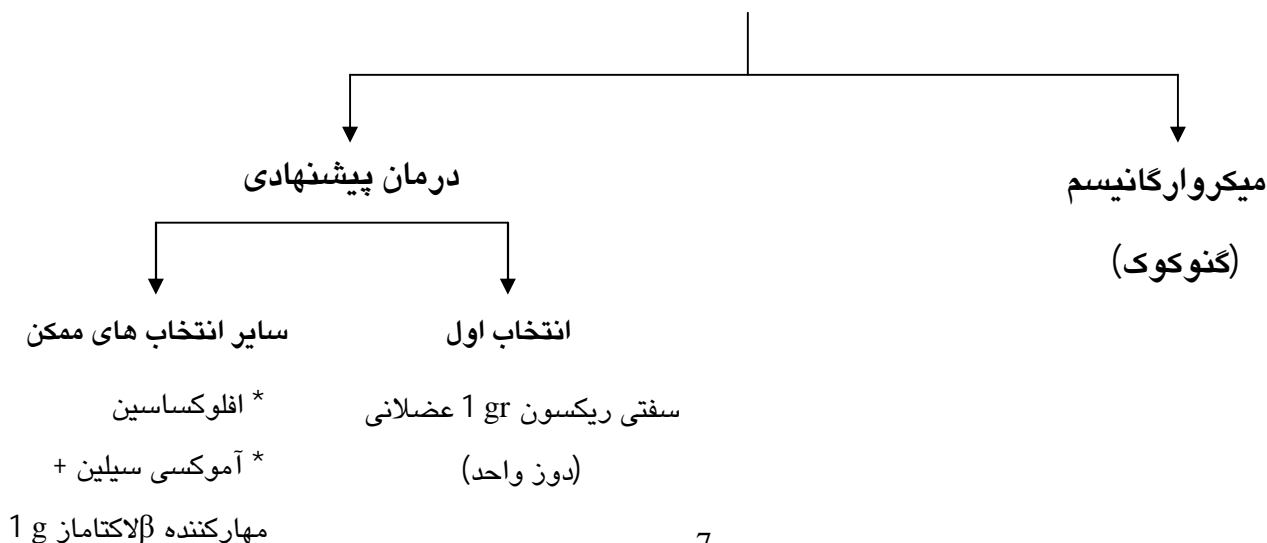 میکروارگانیسم
(گنوکوک)
درمان پیشنهادی
انتخاب اول
سفتی ریکسون 1 gr عضلانی
(دوز واحد)
سایر انتخاب های ممکن
* افلوکساسین
* آموکسی سیلین +
مهارکننده βلاکتاماز 1 g
7